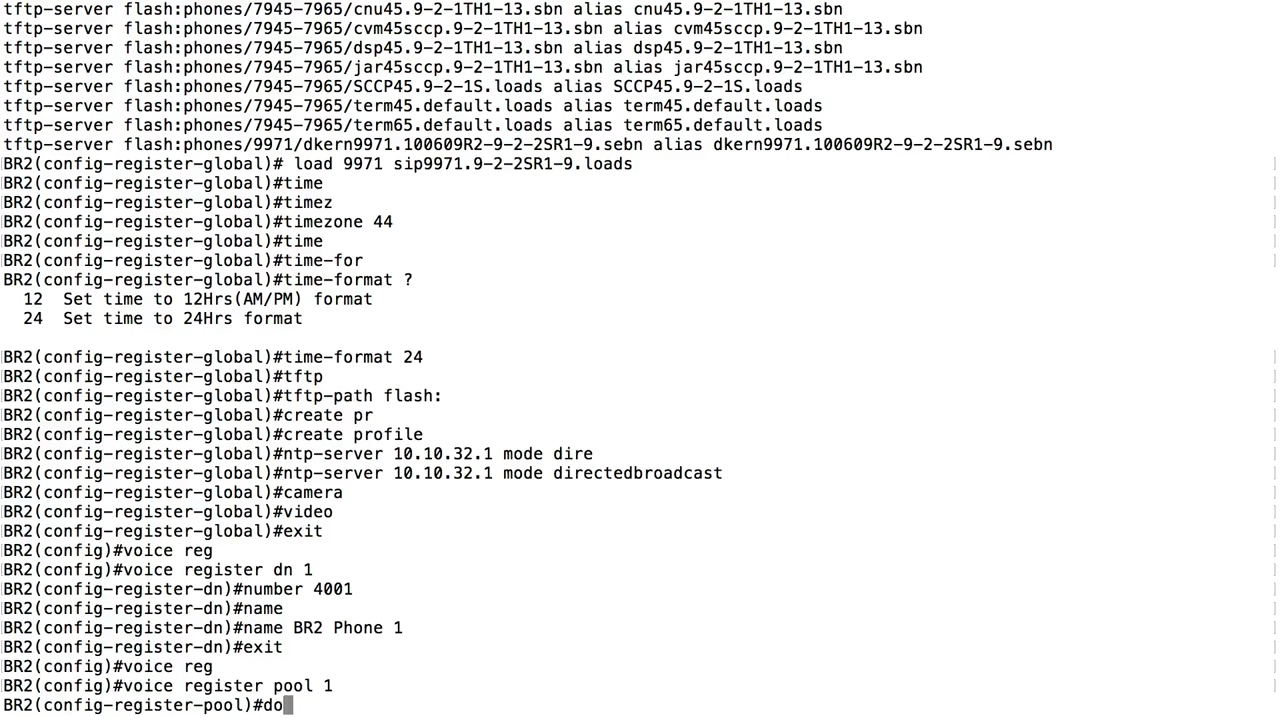 tftp-server flash:phones/7945-7965/cnu45.9-2-1TH1-13.sbn alias cnu45.9-2-1TH1-13.sbn
tftp-server flash:phones/7945-7965/cvm45sccp.9-2-1TH1-13.sbn alias cvm45sccp.9-2-1TH1-13.sbn
tftp-server flash:phones/7945-7965/dsp45.9-2-1TH1-13.sbn alias dsp45.9-2-1TH1-13.sbn
tftp-server flash:phones/7945-7965/jar45sccp.9-2-1TH1-13.sbn alias jar45sccp.9-2-1TH1-13.sbn
tftp-server flash:phones/7945-7965/SCCP45.9-2-1S.loads alias SCCP45.9-2-1S.loads
tftp-server flash:phones/7945-7965/term45.default.loads alias term45.default.loads
tftp-server flash:phones/7945-7965/term65.default.loads alias term65.default.loads
tftp-server flash:phones/9971/dkern9971.100609R2-9-2-2SR1-9.sebn alias dkern9971.100609R2-9-2-2SR1-9.sebn
BR2(config-register-global)# load 9971 sip9971.9-2-2SR1-9.loads
BR2(config-register-global)#time
BR2(config-register-global)#timez
BR2(config-register-global)#timezone 44
BR2(config-register-global)#time
BR2(config-register-global)#time-for
BR2(config-register-global)#time-format ?
  12  Set time to 12Hrs(AM/PM) format
  24  Set time to 24Hrs format
BR2(config-register-global)#time-format 24
BR2(config-register-global)#tftp
BR2(config-register-global)#tftp-path flash:
BR2(config-register-global)#create pr
BR2(config-register-global)#create profile
BR2(config-register-global)#ntp-server 10.10.32.1 mode dire
BR2(config-register-global)#ntp-server 10.10.32.1 mode directedbroadcast
BR2(config-register-global)#camera
BR2(config-register-global)#video
BR2(config-register-global)#exit
BR2(config)#voice reg
BR2(config)#voice register dn 1
BR2(config-register-dn)#number 4001
BR2(config-register-dn)#name
BR2(config-register-dn)#name BR2 Phone 1
BR2(config-register-dn)#exit
BR2(config)#voice reg
BR2(config)#voice register pool 1
BR2(config-register-pool)#do